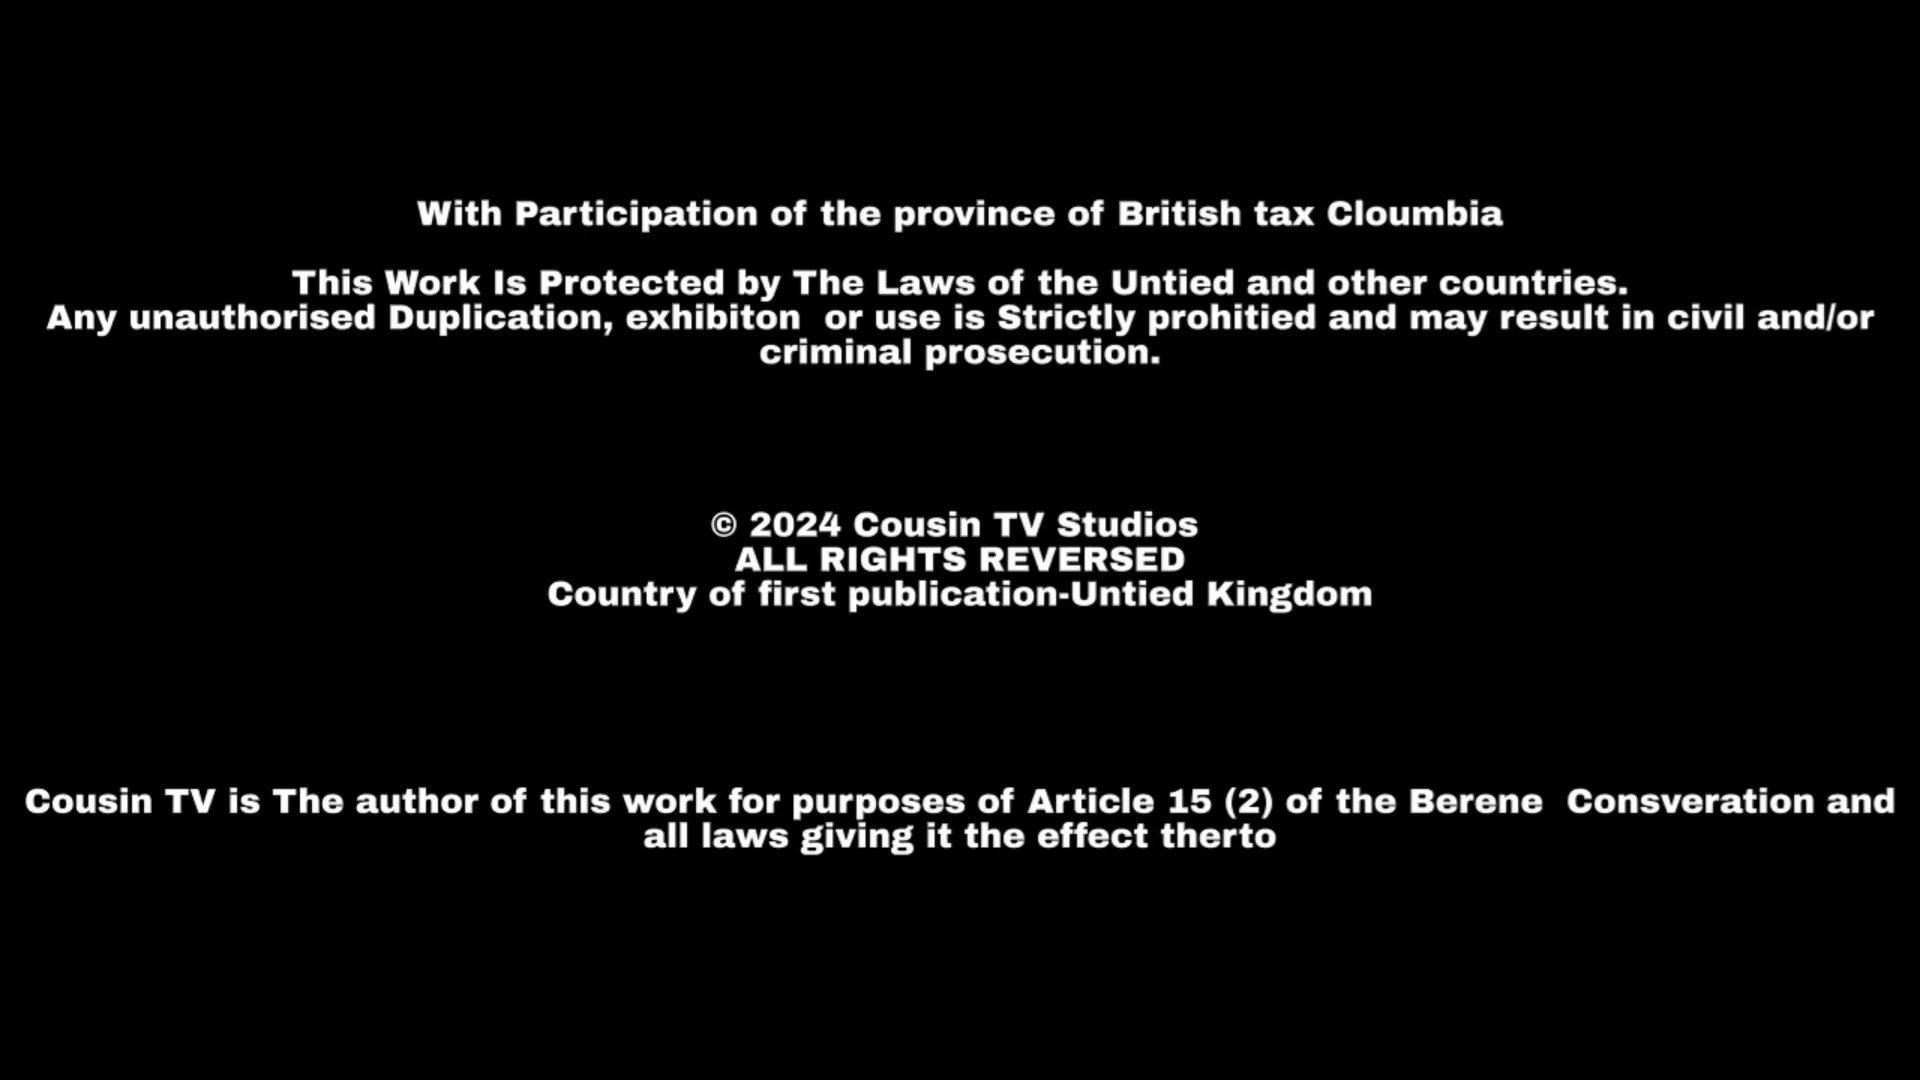 With Participation of the province of British tax Cloumbia
This Work Is Protected by The Laws of the Untied and other countries.
Any unauthorised Duplication, exhibiton  or use is Strictly prohitied and may result in civil and/or
criminal prosecution.
© 2024 Cousin TV Studios
ALL RIGHTS REVERSED
Country of first publication-Untied Kingdom
Cousin TV is The author of this work for purposes of Article 15 (2) of the Berene  Consveration and
all laws giving it the effect therto